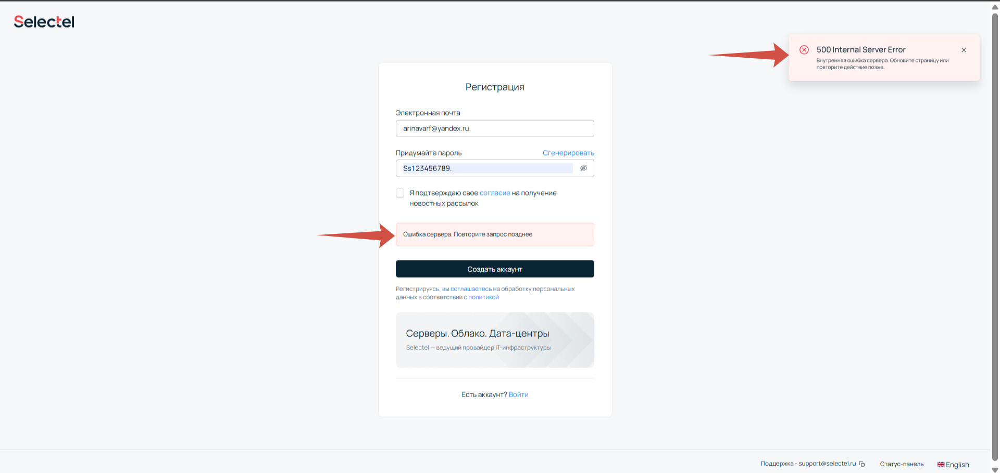 Selectel
500 Internal Server Error
Внутренняя ошибка сервера. Обновите страницу или
повторите действие позже.
Регистрация
Электронная почта
arinavarf@yandex.ru.
Придумайте пароль Сгенерировать
Ss123456789.
Я подтверждаю свое согласие на получение
новостных рассылок
Ошибка сервера. Повторите запрос позднее
Создать аккаунт
Регистрируясь, вы соглашаетесь на обработку персональных
данных в соответствии с политикой
Серверы. Облако. Дата-центры
Selectel — ведущий провайдер IT-инфраструктуры
Есть аккаунт? Войти
Поддержка - support@selectel.ru Статус-панель English